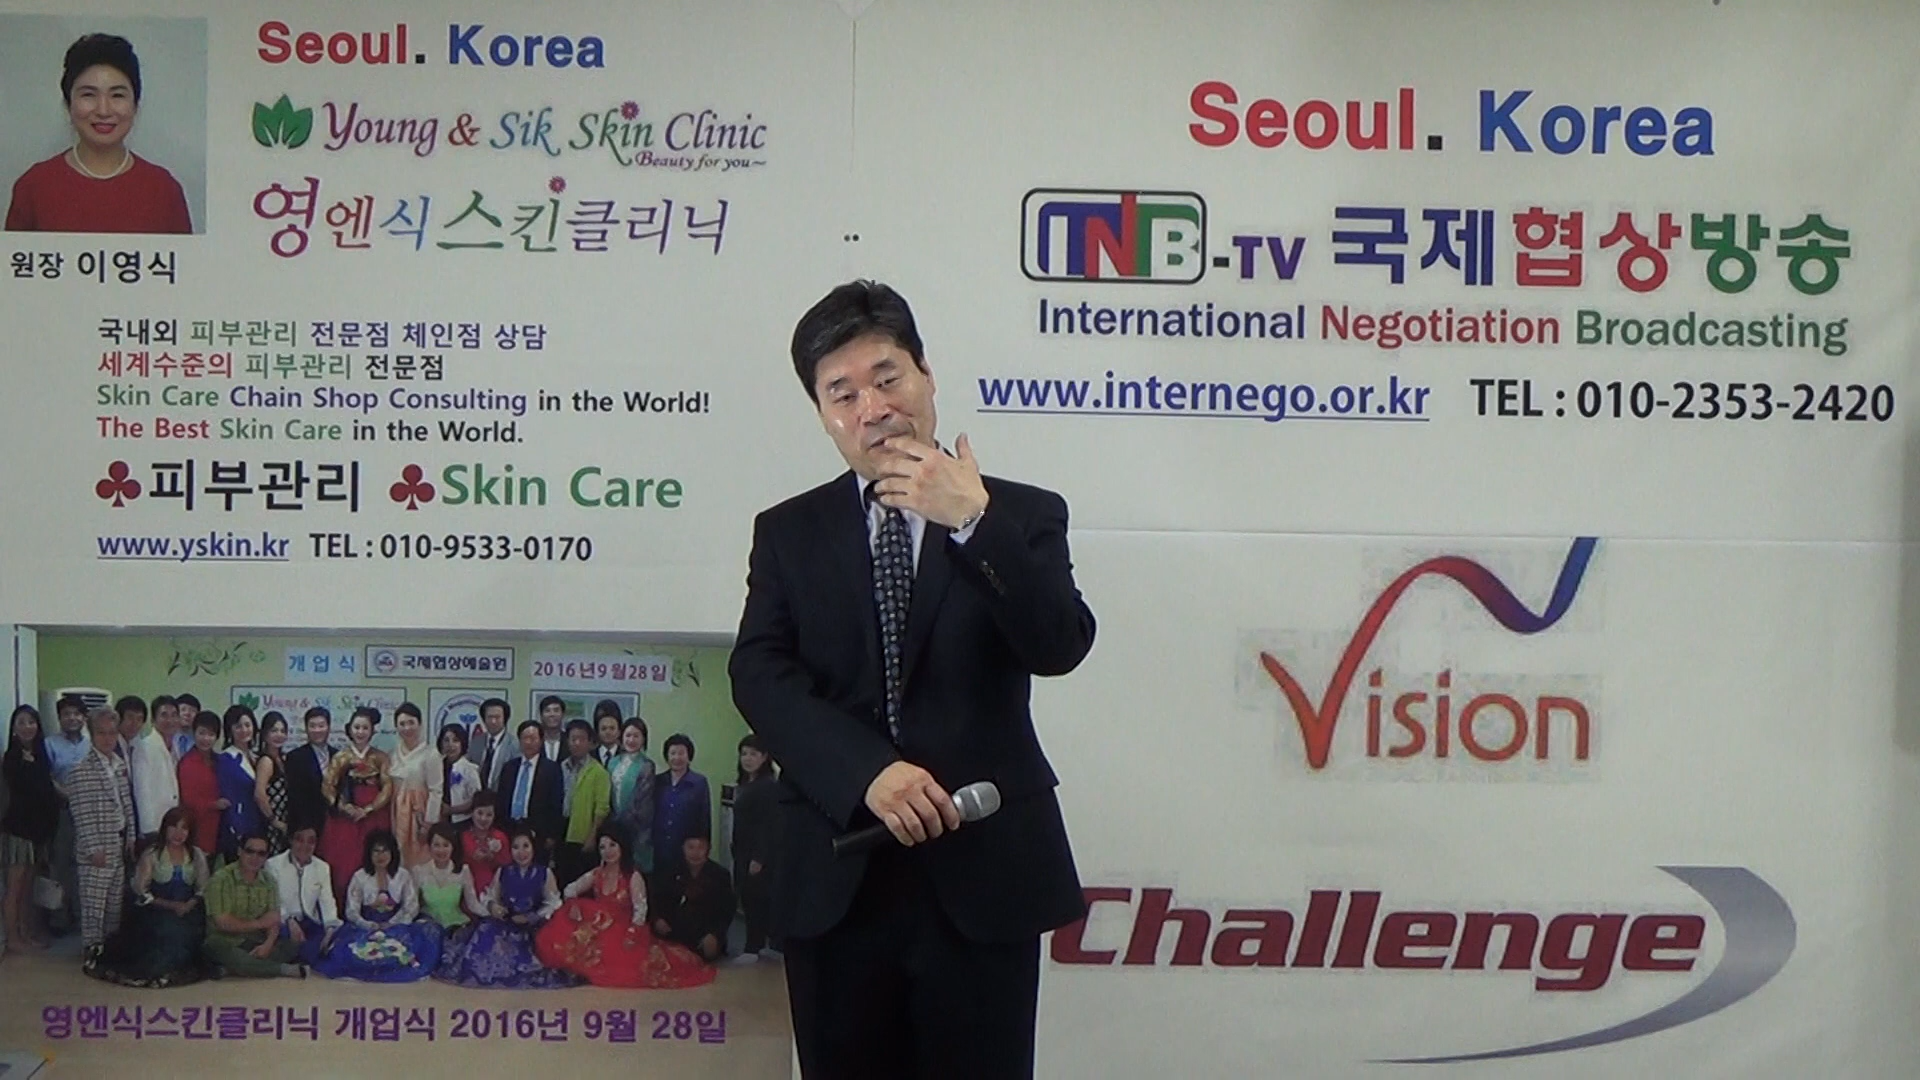 Seoul. Korea
Young & Sik Skin Clinic
Beauty for you~
영엔식스킨클리닉
원장 이영식
국내외 피부관리 전문점 체인점 상담
세계수준의 피부관리 전문점
Skin Care Chain Shop Consulting in the World!
The Best Skin Care in the World.
♣피부관리 ♣Skin Care
www.yskin.kr TEL : 010-9533-0170
개업식 국제협상예술원 2016년9월28일
Young & Sik Skin Clinic
영엔식스킨클리닉 개업식 2016년 9월 28일
Seoul. Korea
INB-TV 국제협상방송
International Negotiation Broadcasting
www.internego.or.kr TEL : 010-2353-2420
Vision
Challenge